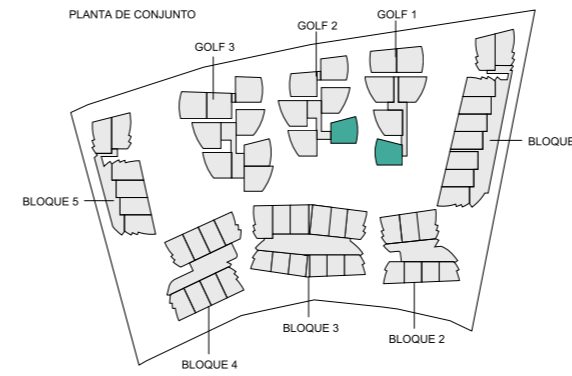 PLANTA DE CONJUNTO
GOLF 1
GOLF 2
GOLF 3
BLOQUE
BLOQUE 5
BLOQUE 3
BLOQUE 2
BLOQUE 4